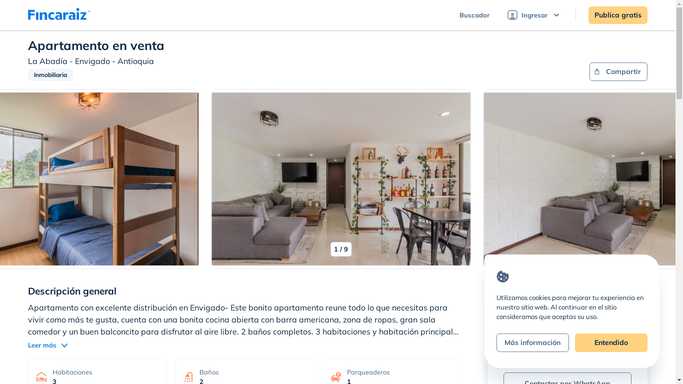 Fincaraiz
Buscador
Ingresar
Publica gratis
Apartamento en venta
La Abadía - Envigado - Antioquia
Inmobiliaria
Compartir
1 / 9
Descripción general
Apartamento con excelente distribución en Envigado- Este bonito apartamento reune todo lo que necesitas para
vivir como más te gusta, cuenta con una bonita cocina abierta con barra americana, zona de ropas, gran sala
comedor y un buen balconcito para disfrutar al aire libre. 2 baños completos. 3 habitaciones y habitación principal...
Leer más
Habitaciones
3
Baños
2
Parqueaderos
1
Utilizamos cookies para mejorar tu experiencia en
nuestro sitio web. Al continuar en el sitio
consideramos que aceptas su uso.
Más información
Entendido
Contactar por WhatsApp